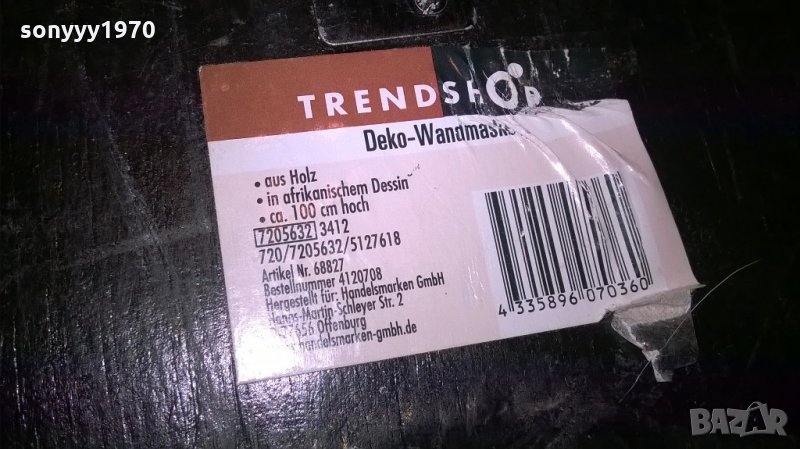 sonyyy1970
TRENDSHOP
Deko-Wandmaske
• aus Holz
• in afrikanischem Dessin
• ca. 100 cm hoch
7205632 3412
720/7205632/5127618
Artikel Nr. 68827
Bestellnummer 4120708
Hergestellt für: Handelsmarken GmbH
Hanns-Martin-Schleyer Str. 2
77656 Offenburg
handelsmarken-gmbh.de
4 335896 070360
BAZAR